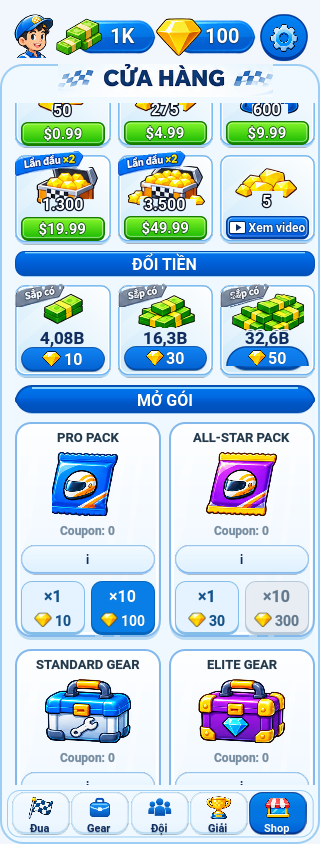 1K
100
CỬA HÀNG
50
275
600
$0.99
$4.99
$9.99
Lần đầu ×2
Lần đầu ×2
1.300
3.500
5
$19.99
$49.99
Xem video
ĐỔI TIỀN
Sắp có
Sắp có
Sắp có
4,08B
16,3B
32,6B
10
30
50
MỞ GÓI
PRO PACK
ALL-STAR PACK
Coupon: 0
Coupon: 0
i
i
×1
×10
×1
×10
10
100
30
300
STANDARD GEAR
ELITE GEAR
Coupon: 0
Coupon: 0
Đua
Gear
Đội
Giải
Shop